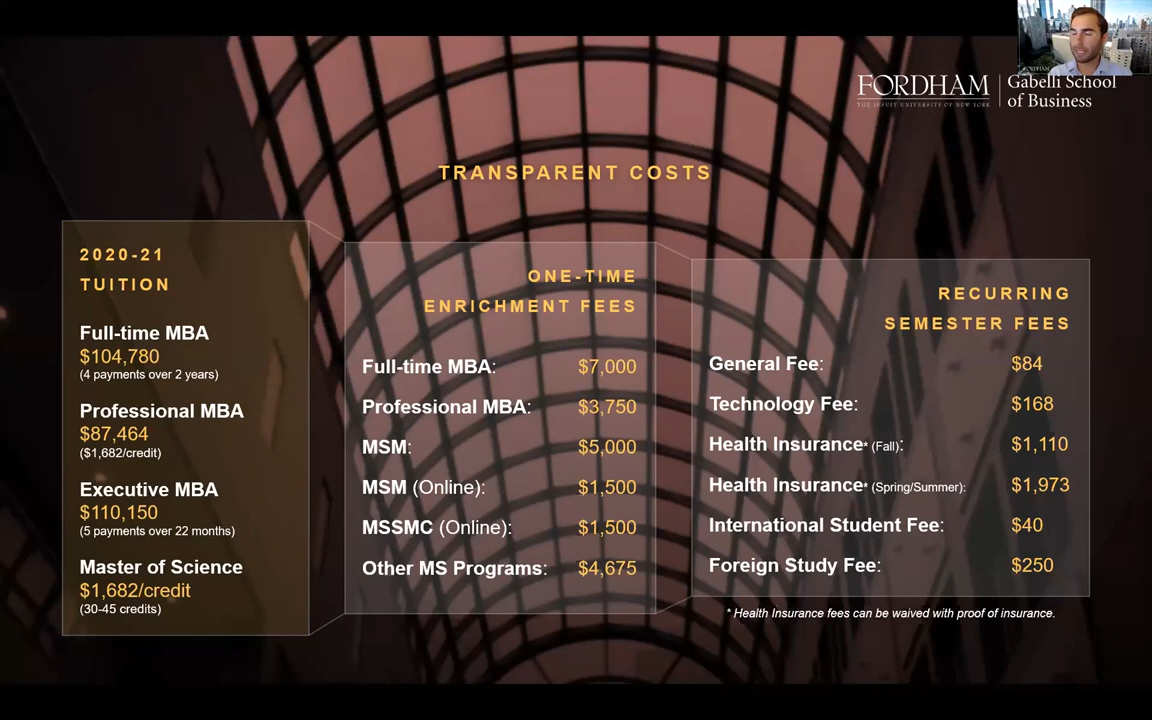 FORDHAM
THE JESUIT UNIVERSITY OF NEW YORK
Gabelli School
of Business
TRANSPARENT COSTS
2020-21
TUITION
Full-time MBA
$104,780
(4 payments over 2 years)
Professional MBA
$87,464
($1,682/credit)
Executive MBA
$110,150
(5 payments over 22 months)
Master of Science
$1,682/credit
(30-45 credits)
ONE-TIME
ENRICHMENT FEES
Full-time MBA: $7,000
Professional MBA: $3,750
MSM: $5,000
MSM (Online): $1,500
MSSMC (Online): $1,500
Other MS Programs: $4,675
RECURRING
SEMESTER FEES
General Fee: $84
Technology Fee: $168
Health Insurance* (Fall): $1,110
Health Insurance* (Spring/Summer): $1,973
International Student Fee: $40
Foreign Study Fee: $250
* Health Insurance fees can be waived with proof of insurance.